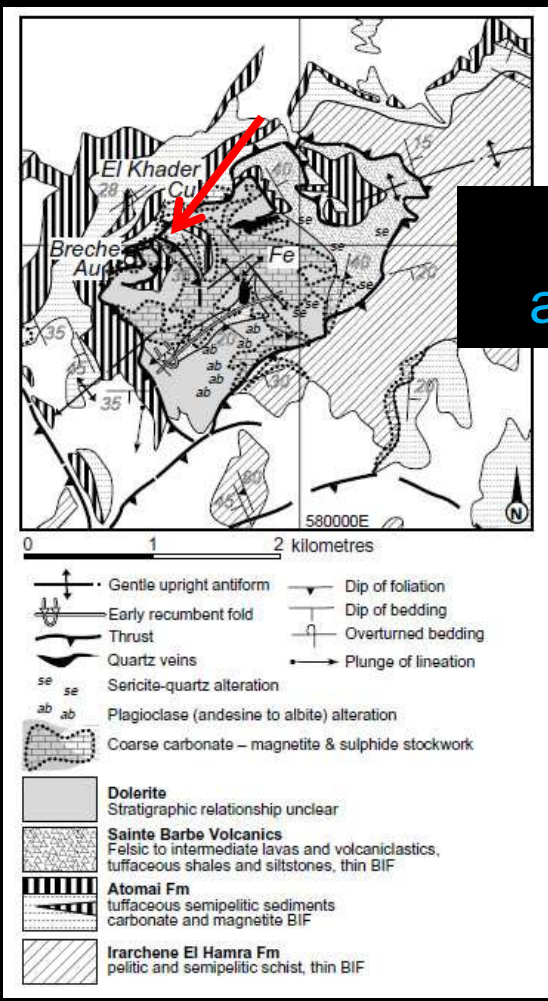 15
El Khader
Cu
28
40
se
Breche
Au
Fe
se
se
35
40
20
se
se
se
ab
ab
20
ab
ab
ab
ab
35
45
30
35
20
80
45
580000E
N
0 1 2 kilometres
a
Gentle upright antiform
Dip of foliation
Early recumbent fold
Dip of bedding
Thrust
Overturned bedding
Quartz veins
Plunge of lineation
se se
Sericite-quartz alteration
ab ab
Plagioclase (andesine to albite) alteration
Coarse carbonate – magnetite & sulphide stockwork
Dolerite
Stratigraphic relationship unclear
Sainte Barbe Volcanics
Felsic to intermediate lavas and volcaniclastics,
tuffaceous shales and siltstones, thin BIF
Atomai Fm
tuffaceous semipelitic sediments
carbonate and magnetite BIF
Irarchene El Hamra Fm
pelitic and semipelitic schist, thin BIF